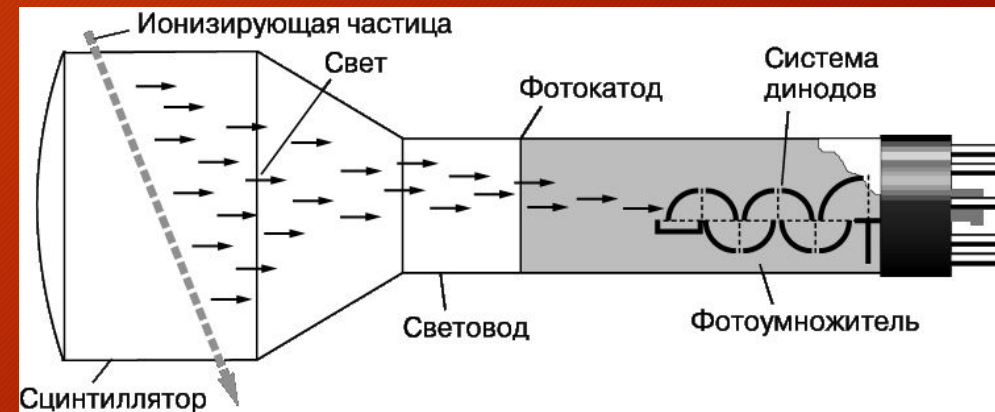 Ионизирующая частица
Свет
Фотокатод
Система
динодов
Световод
Фотоумножитель
Сцинтиллятор